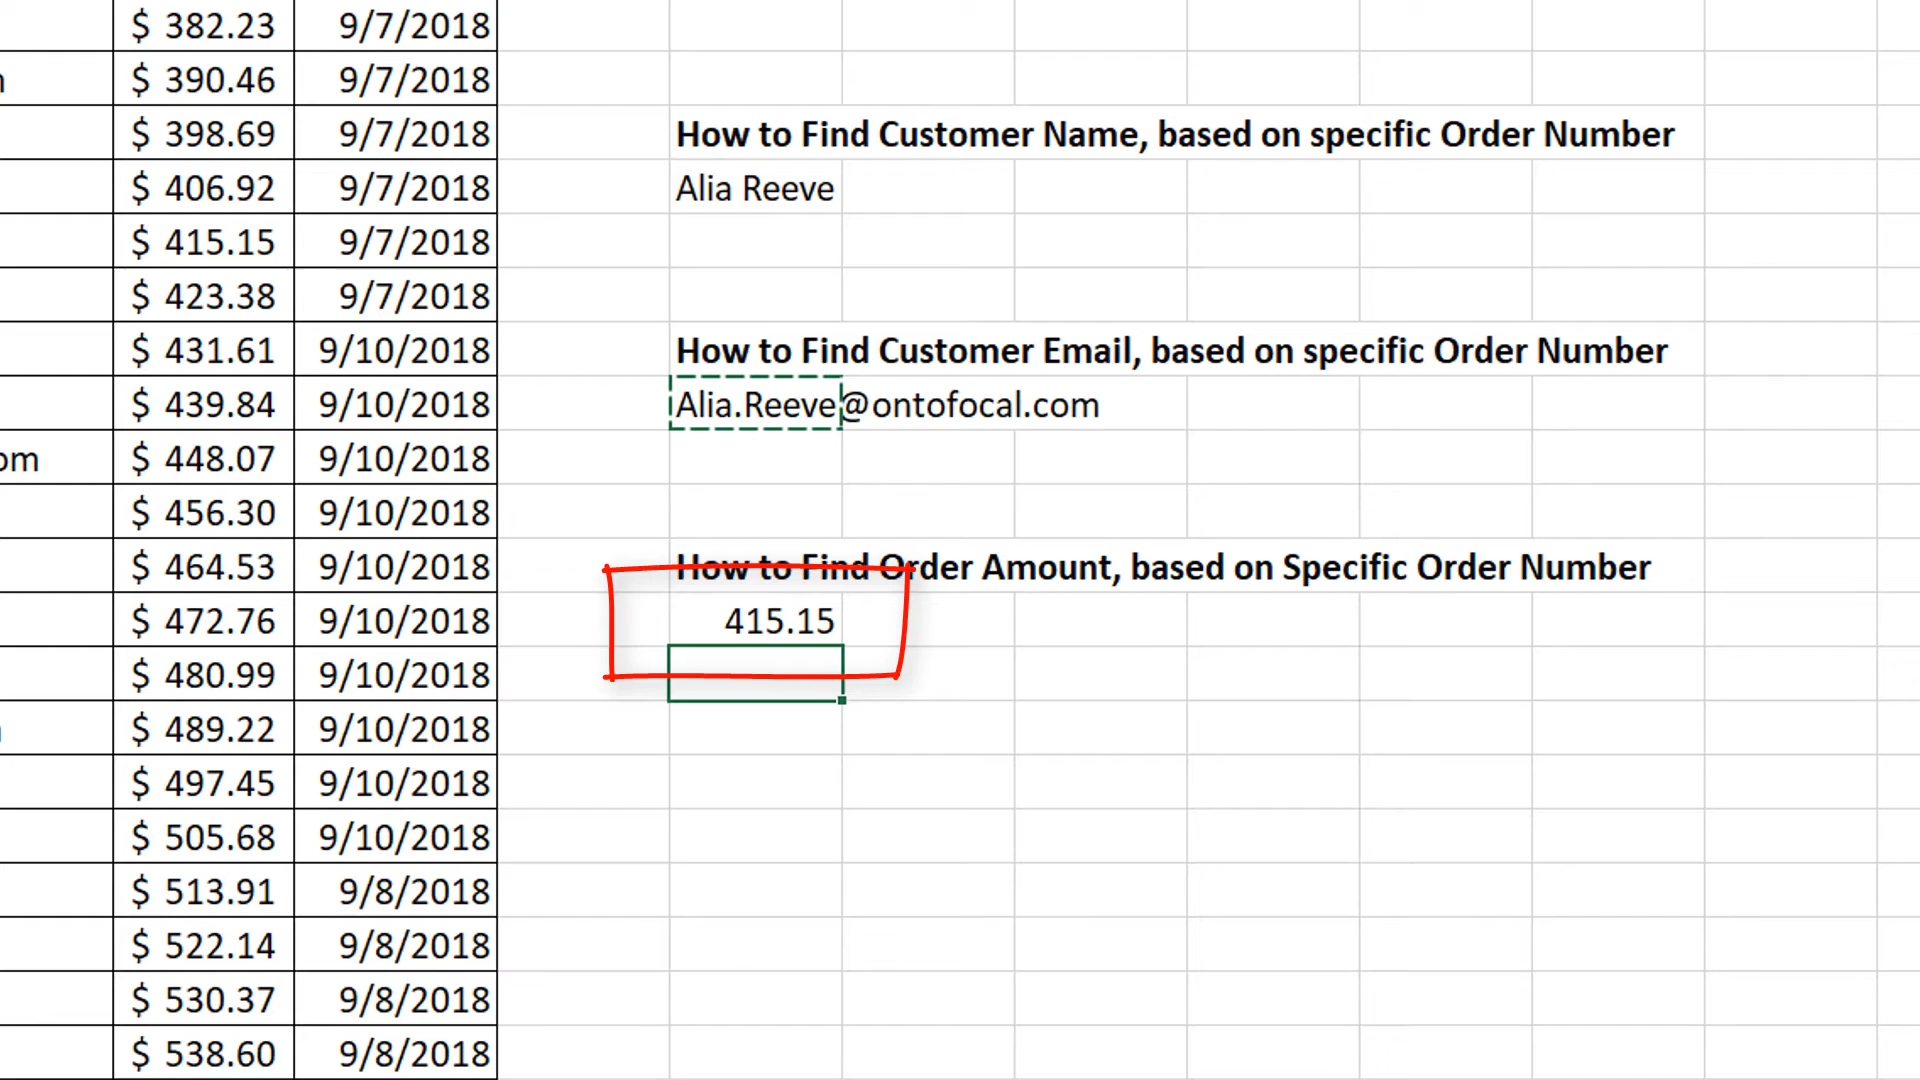 $ 382.23 9/7/2018
$ 390.46 9/7/2018
$ 398.69 9/7/2018 How to Find Customer Name, based on specific Order Number
$ 406.92 9/7/2018 Alia Reeve
$ 415.15 9/7/2018
$ 423.38 9/7/2018
$ 431.61 9/10/2018 How to Find Customer Email, based on specific Order Number
$ 439.84 9/10/2018 Alia.Reeve@ontofocal.com
om $ 448.07 9/10/2018
$ 456.30 9/10/2018
$ 464.53 9/10/2018 How to Find Order Amount, based on Specific Order Number
$ 472.76 9/10/2018 415.15
$ 480.99 9/10/2018
$ 489.22 9/10/2018
$ 497.45 9/10/2018
$ 505.68 9/10/2018
$ 513.91 9/8/2018
$ 522.14 9/8/2018
$ 530.37 9/8/2018
$ 538.60 9/8/2018